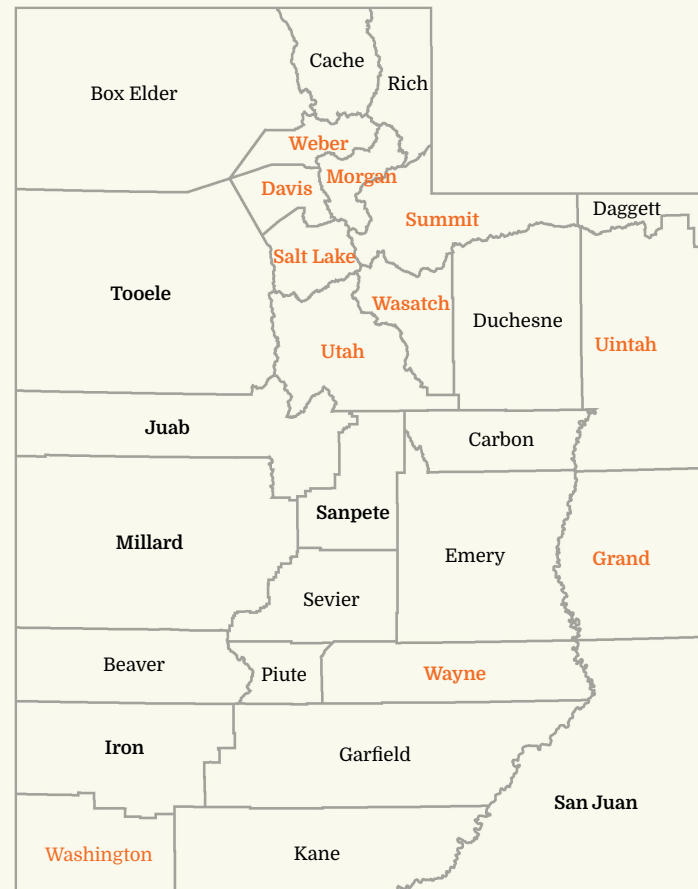 Cache
Rich
Box Elder
Weber
Morgan
Davis
Daggett
Summit
Salt Lake
Tooele
Wasatch
Duchesne
Uintah
Utah
Juab
Carbon
Sanpete
Millard
Emery
Grand
Sevier
Beaver
Piute
Wayne
Iron
Garfield
San Juan
Washington
Kane